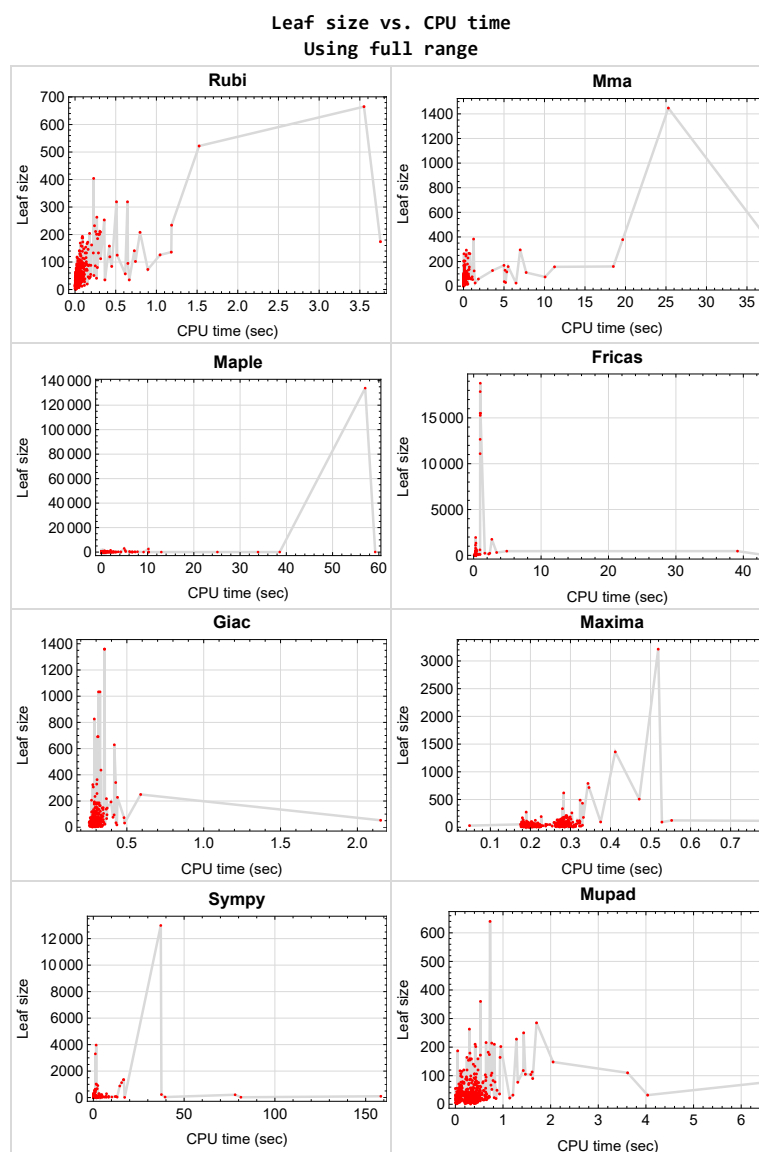 Leaf size vs. CPU time
Using full range
Rubi
700
600
500
400
300
200
100
0
Leaf size
0.0 0.5 1.0 1.5 2.0 2.5 3.0 3.5
CPU time (sec)
Mma
1400
1200
1000
800
600
400
200
0
Leaf size
0 5 10 15 20 25 30 35
CPU time (sec)
Maple
140 000
120 000
100 000
80 000
60 000
40 000
20 000
0
Leaf size
0 10 20 30 40 50 60
CPU time (sec)
Fricas
15 000
10 000
5000
0
Leaf size
0 10 20 30 40
CPU time (sec)
Giac
1400
1200
1000
800
600
400
200
0
Leaf size
0.5 1.0 1.5 2.0
CPU time (sec)
Maxima
3000
2500
2000
1500
1000
500
0
Leaf size
0.1 0.2 0.3 0.4 0.5 0.6 0.7
CPU time (sec)
Sympy
12 000
10 000
8000
6000
4000
2000
0
Leaf size
0 50 100 150
CPU time (sec)
Mupad
600
500
400
300
200
100
0
Leaf size
0 1 2 3 4 5 6
CPU time (sec)